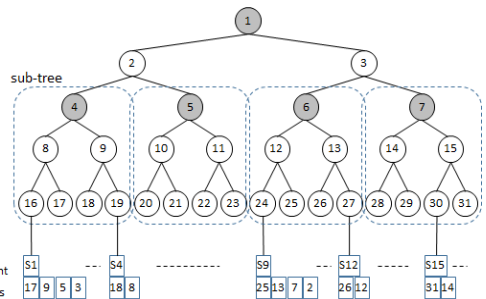 1
2 3
sub-tree
4 5 6 7
8 9 10 11 12 13 14 15
16 17 18 19 20 21 22 23 24 25 26 27 28 29 30 31
S1 S4 S9 S12 S15
17 9 5 3 18 8 25 13 7 2 26 12 31 14